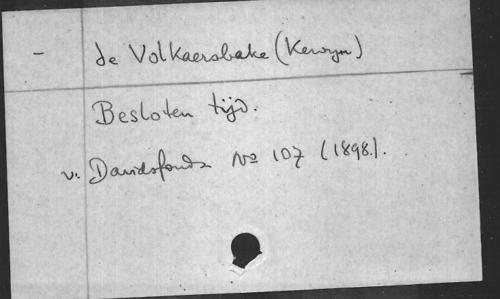 - de Volkaersbeke (Kervyn)
Besloten tijd.
v. Davidsfonds No 107 (1898).